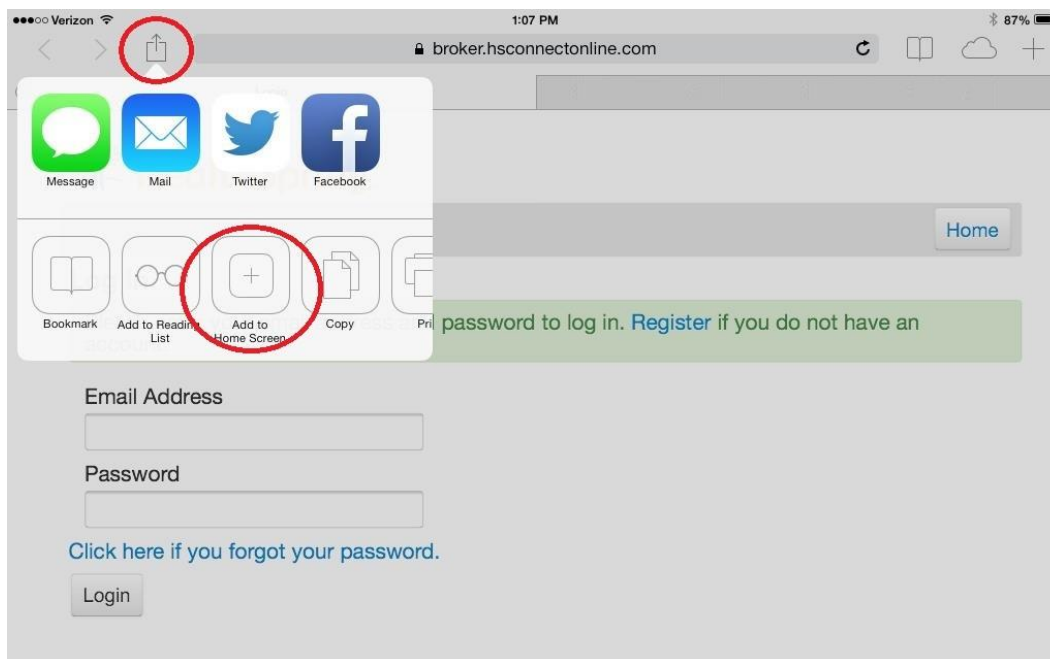 Verizon 1:07 PM 87%
broker.hsconnectonline.com
Message Mail Twitter Facebook
Home
Bookmark Add to Reading List Add to Home Screen Copy Pri
password to log in. Register if you do not have an
Email Address
Password
Click here if you forgot your password.
Login